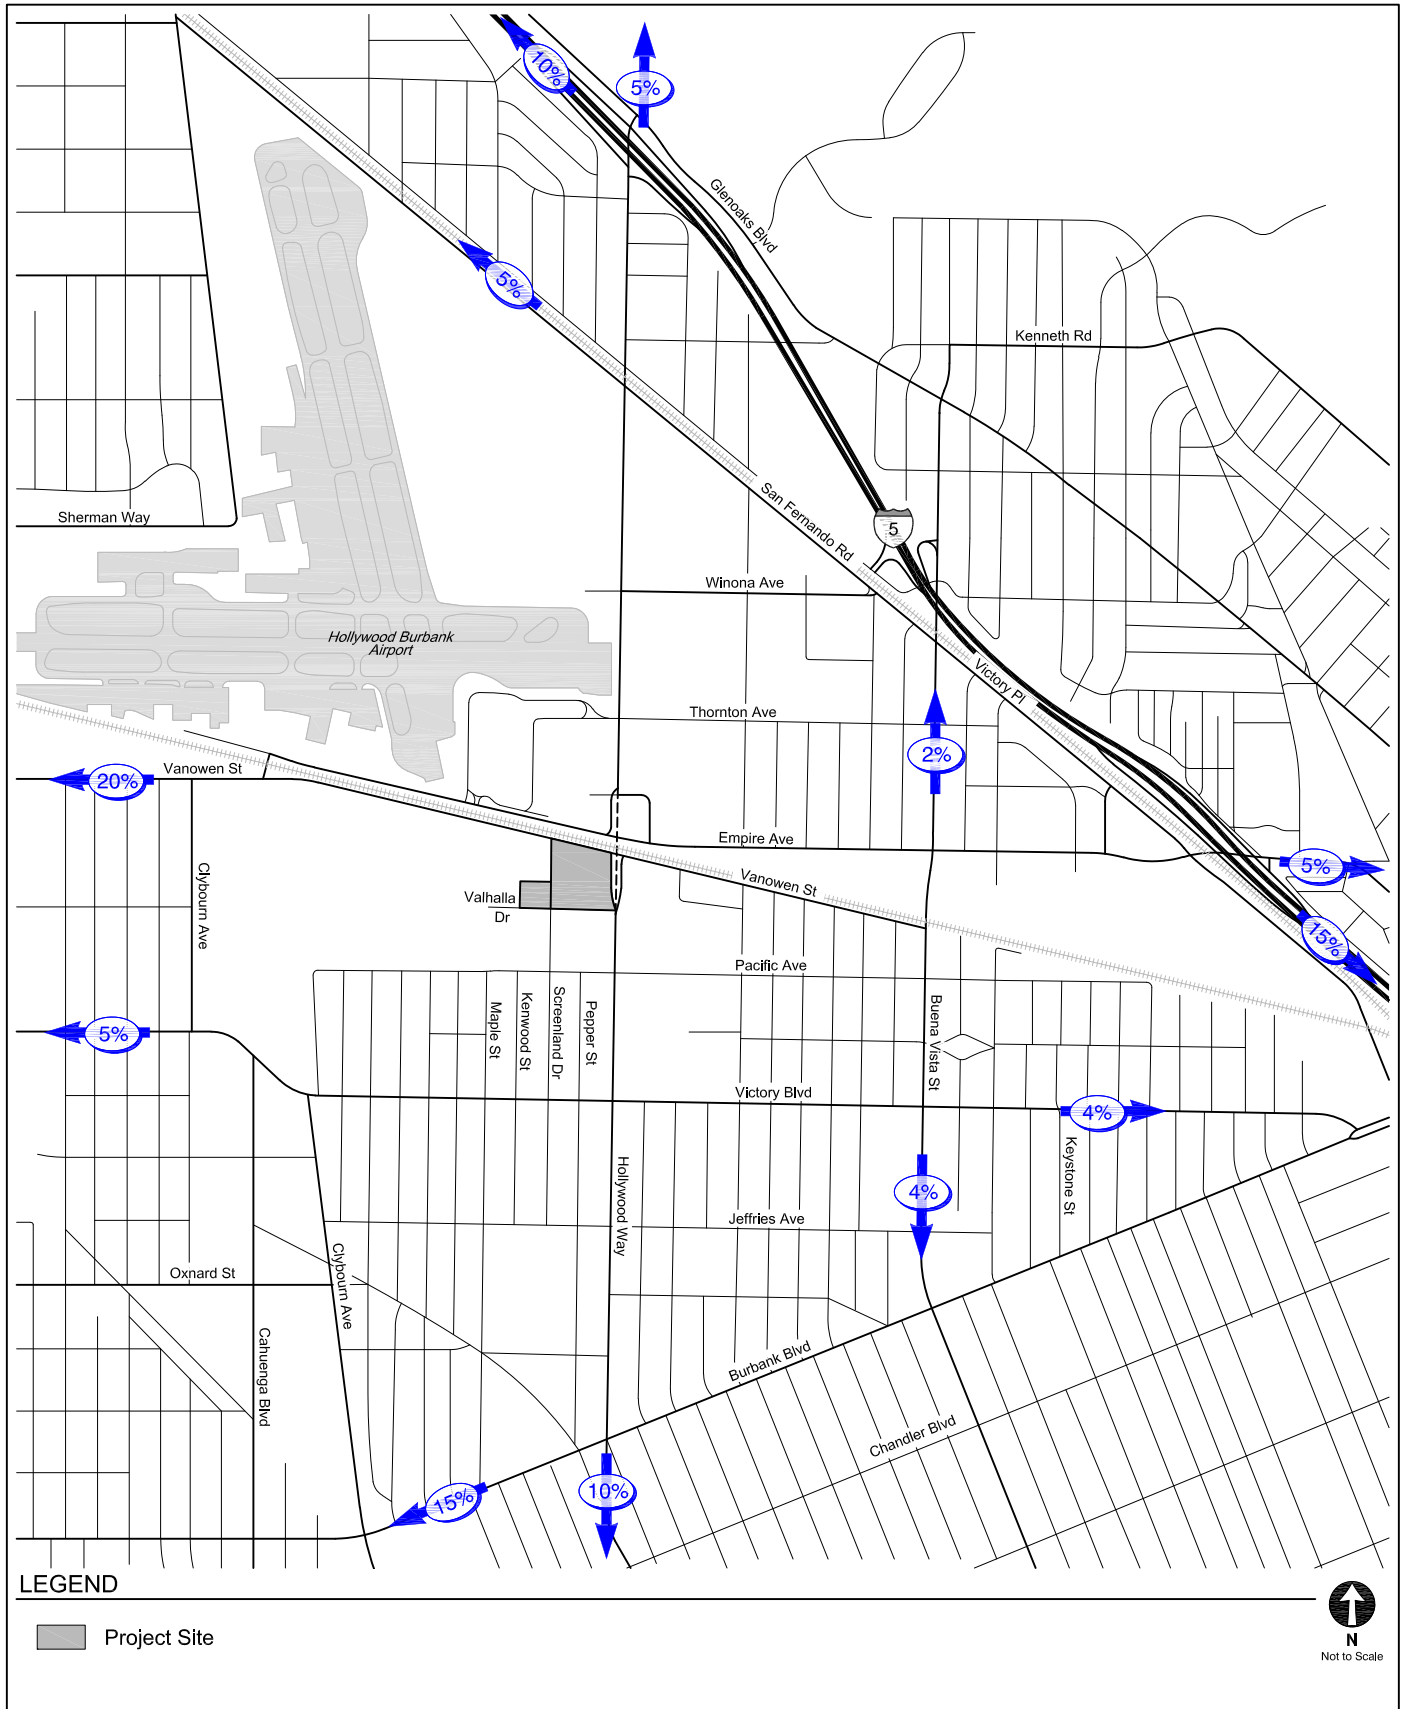 10%
5%
Glenoaks Blvd
5%
Kenneth Rd
San Fernando Rd
Sherman Way
5
Winona Ave
Hollywood Burbank
Airport
Victory Pl
Thornton Ave
2%
Vanowen St
20%
Empire Ave
5%
Vanowen St
Clybourn Ave
Valhalla
Dr
15%
Pacific Ave
Maple St
Kenwood St
Screenland Dr
Pepper St
Buena Vista St
5%
Victory Blvd
4%
Keystone St
Hollywood Way
4%
Jeffries Ave
Oxnard St
Clybourn Ave
Cahuenga Blvd
Burbank Blvd
Chandler Blvd
15%
10%
LEGEND
Project Site
N
Not to Scale